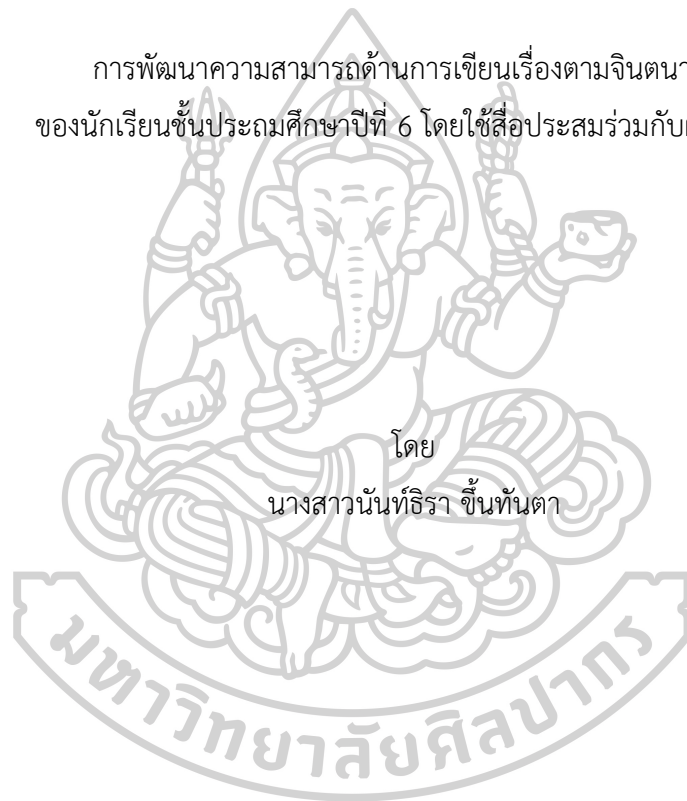 การพัฒนาความสามารถด้านการเขียนเรื่องตามจินตนา
ของนักเรียนชั้นประถมศึกษาปีที่ 6 โดยใช้สื่อประสมร่วมกับ
โดย
นางสาวนันท์ธิรา ขึ้นทันตา
มหาวิทยาลัยศิลปากร